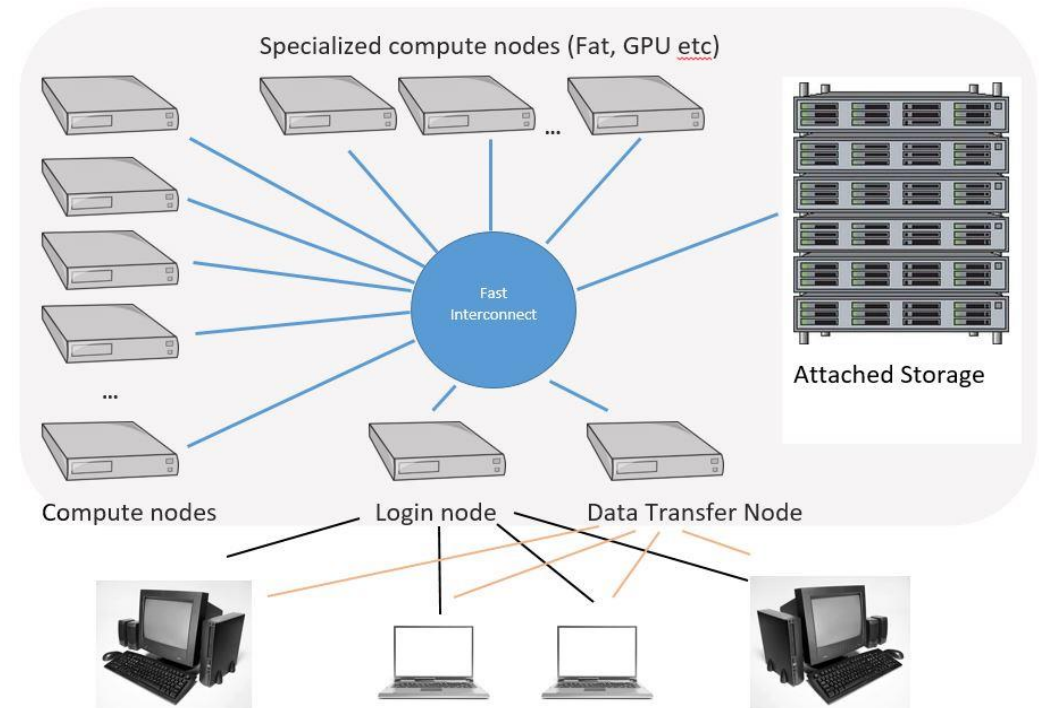 Specialized compute nodes (Fat, GPU etc)
...
Fast
Interconnect
Attached Storage
...
Compute nodes
Login node
Data Transfer Node